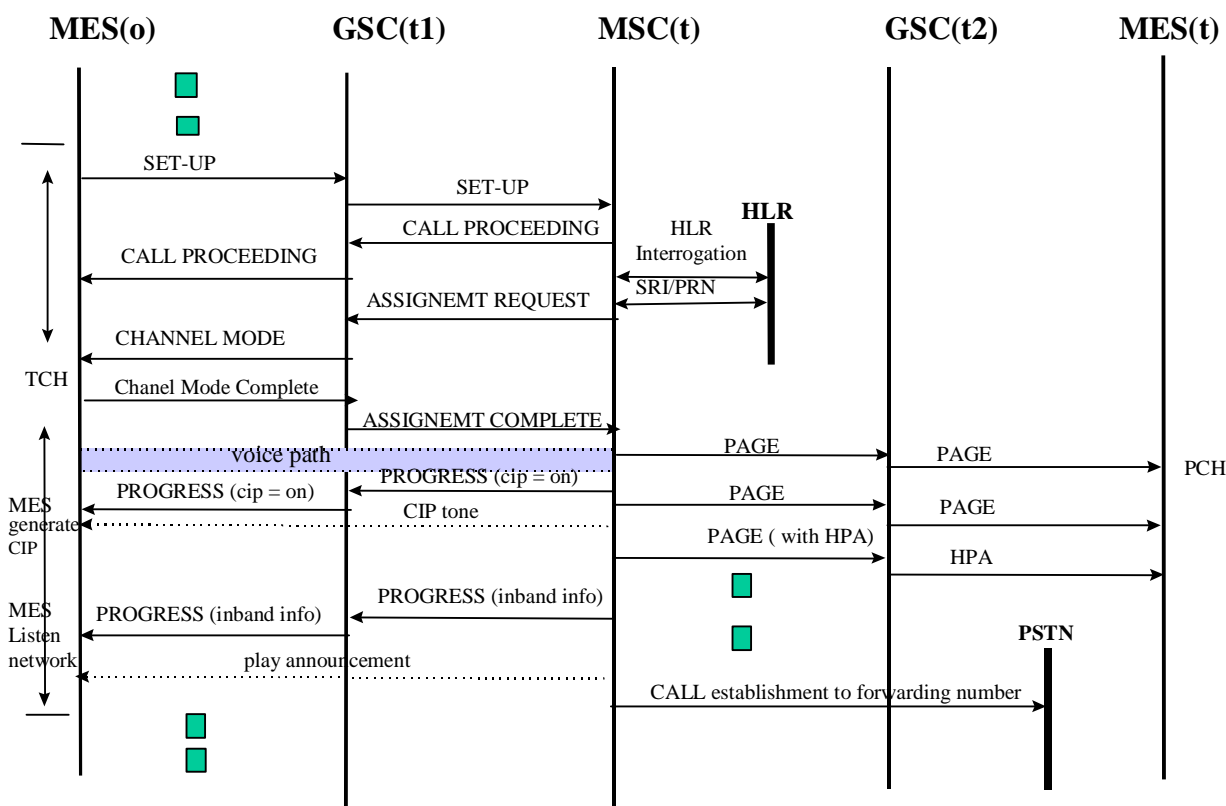 MES(o) GSC(t1) MSC(t) GSC(t2) MES(t)
SET-UP
SET-UP
HLR
CALL PROCEEDING
HLR
Interrogation
CALL PROCEEDING
SRI/PRN
ASSIGNEMT REQUEST
CHANNEL MODE
TCH
Chanel Mode Complete
ASSIGNEMT COMPLETE
voice path
PAGE
PAGE
PCH
PROGRESS (cip = on)
PROGRESS (cip = on)
PAGE
MES
generate
CIP
CIP tone
PAGE
PAGE ( with HPA)
HPA
PROGRESS (inband info)
PROGRESS (inband info)
MES
Listen
network
PSTN
play announcement
CALL establishment to forwarding number